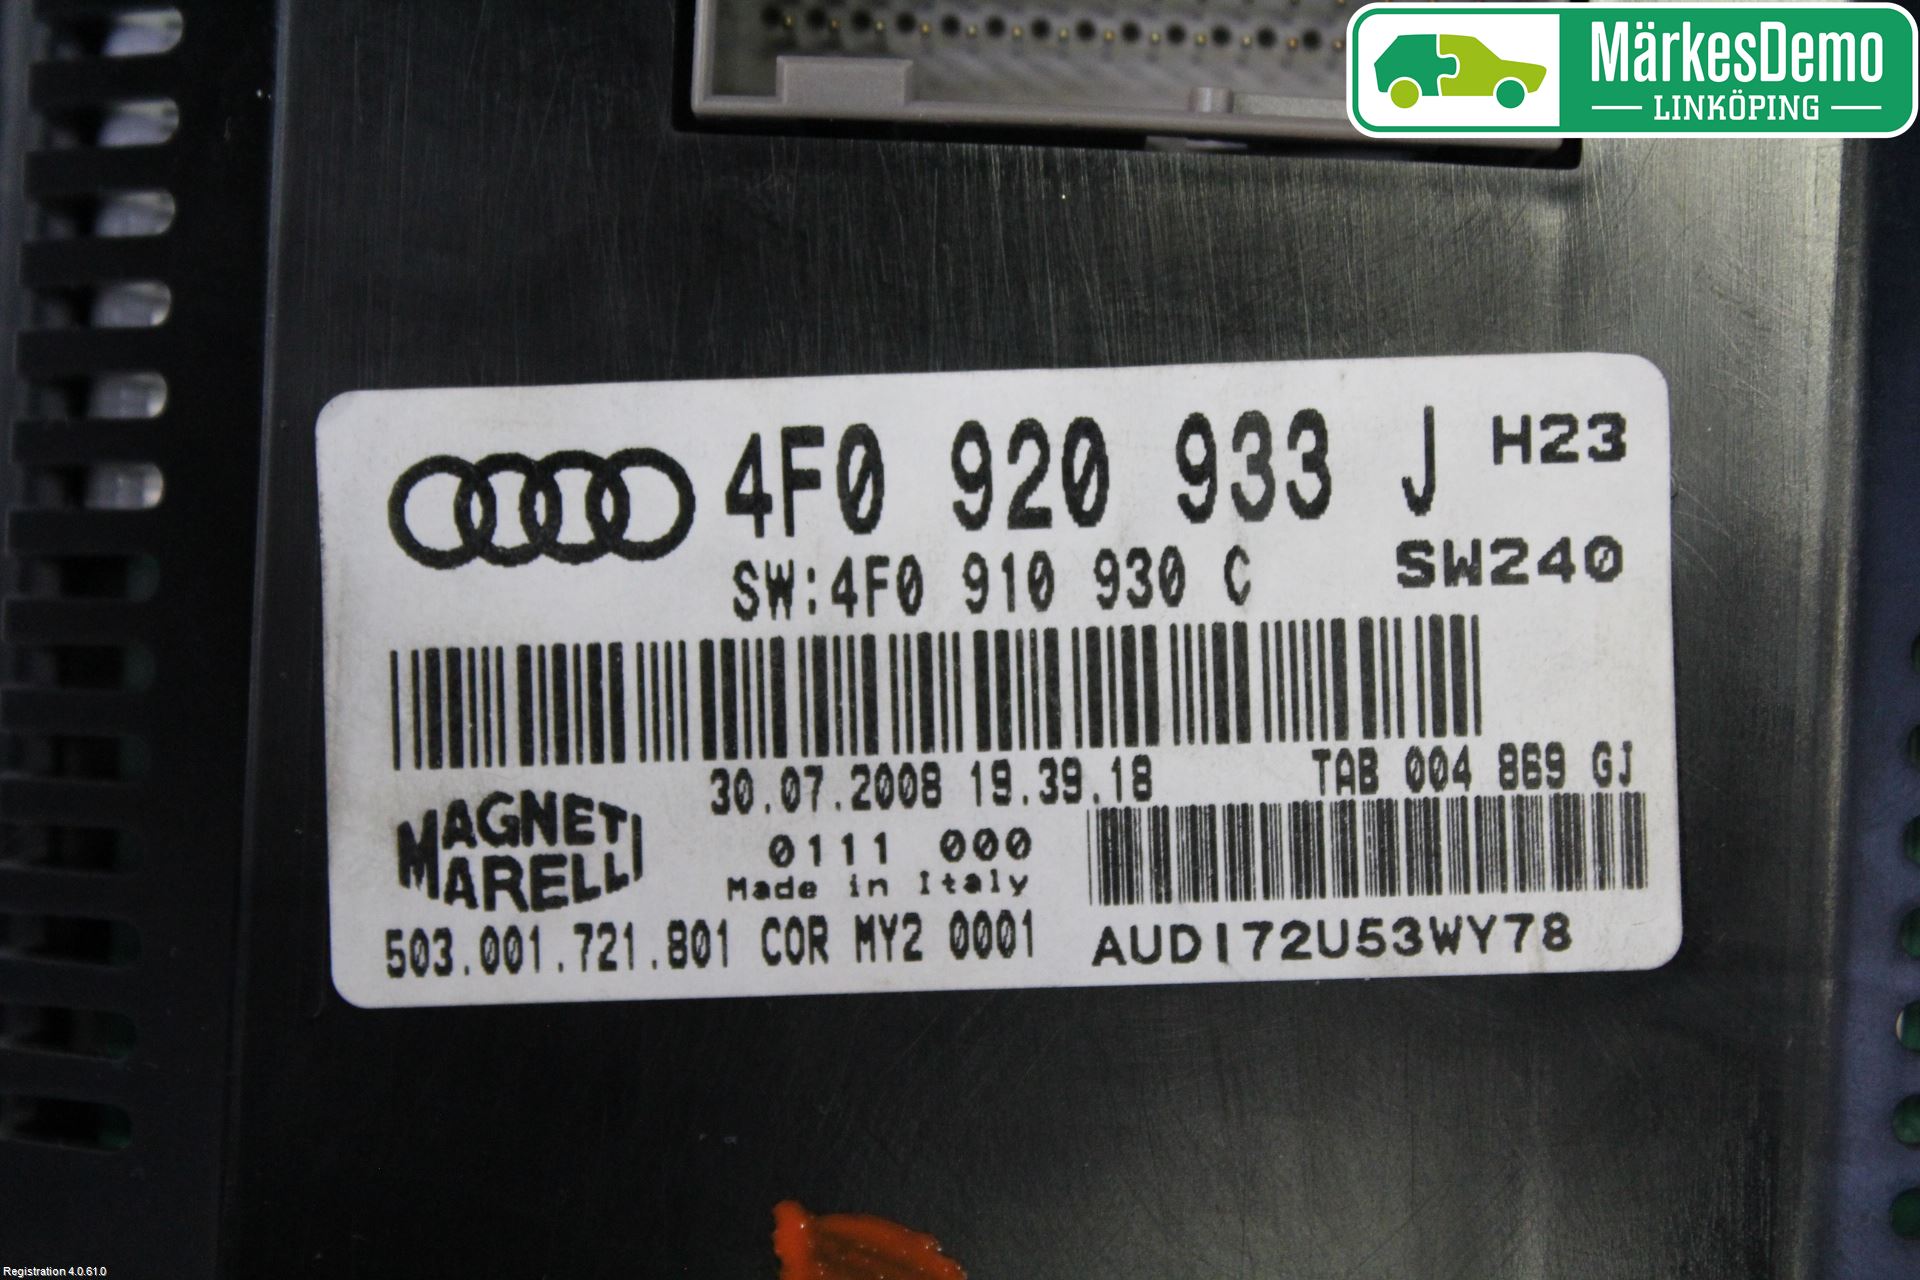 MärkesDemo
LINKÖPING
4F0 920 933 J H23
SW:4F0 910 930 C SW240
30.07.2008 19.39.18 TAB 004 869 GJ
MAGNETI
MARELLI
0111 000
Made in Italy
503.001.721.801 COR MY2 0001
AUDI72U53WY78
Registration 4.0.61.0